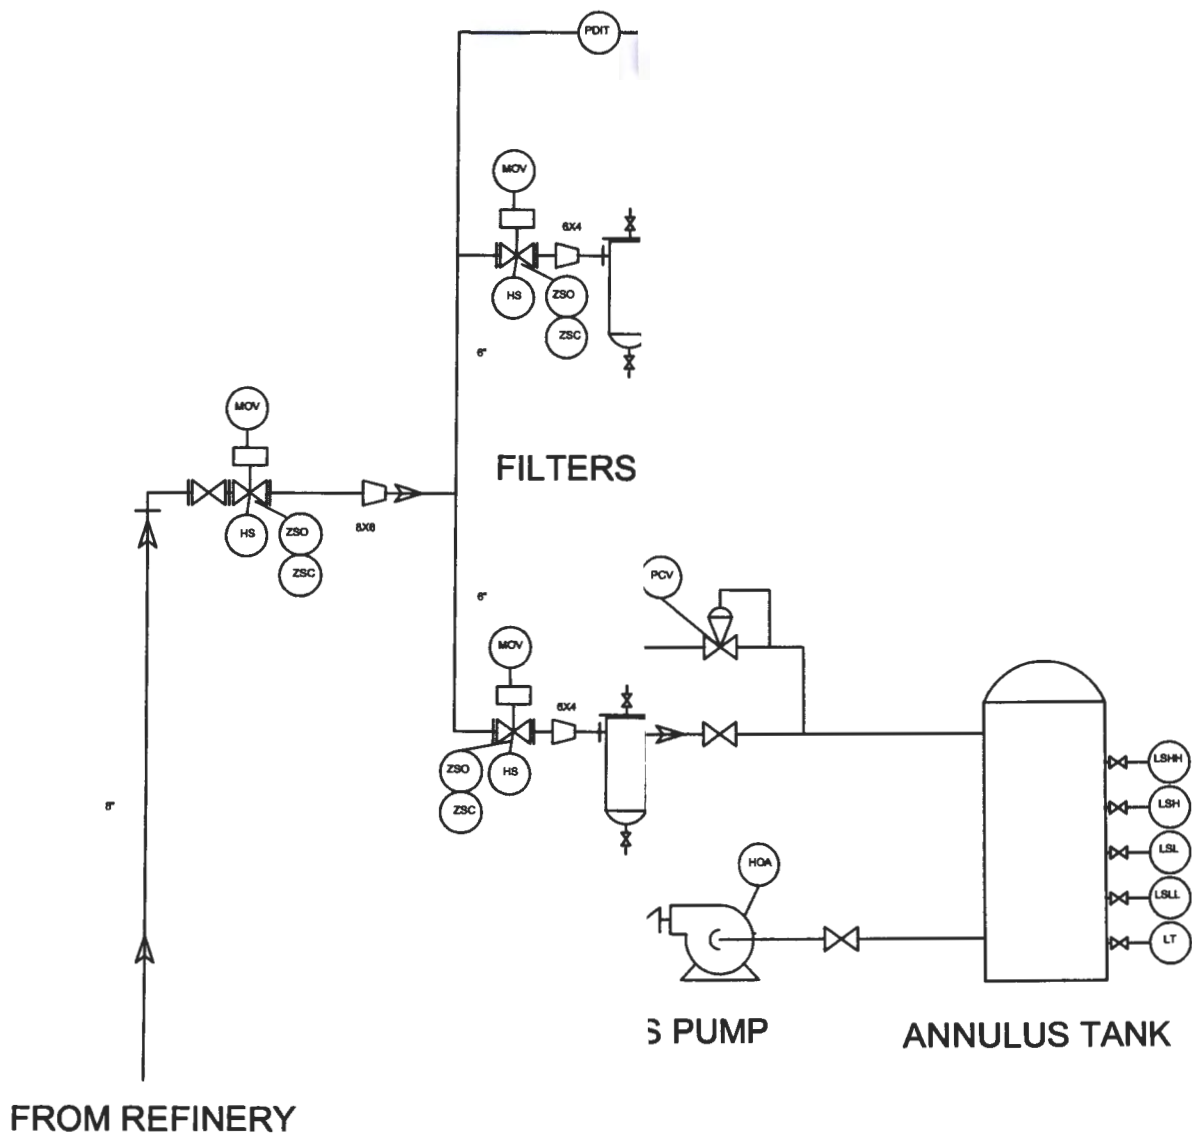 PDIT
MOV
6X4
HS
ZSO
ZSC
6"
MOV
FILTERS
HS
ZSO
ZSC
8X6
6"
PCV
MOV
6X4
ZSO
HS
ZSC
LSHH
8"
LSH
LSL
HOA
LSLL
LT
S PUMP
ANNULUS TANK
FROM REFINERY